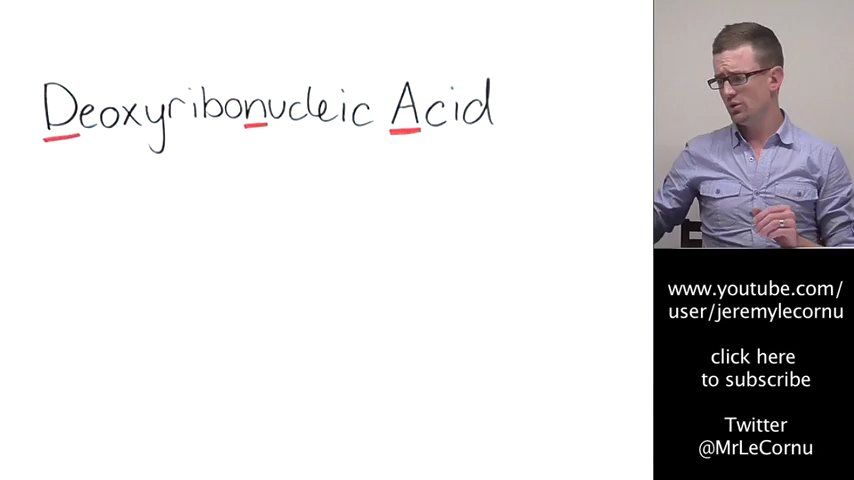 Deoxyribonucleic Acid
www.youtube.com/
user/jeremylecornu
click here
to subscribe
Twitter
@MrLeCornu